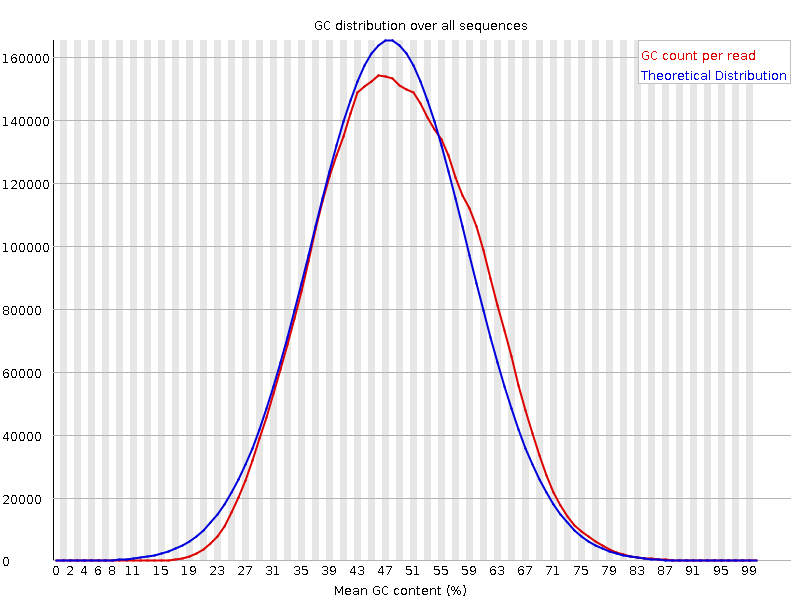 GC distribution over all sequences
GC count per read
Theoretical Distribution
160000
140000
120000
100000
80000
60000
40000
20000
0
0 2 4 6 8 11 15 19 23 27 31 35 39 43 47 51 55 59 63 67 71 75 79 83 87 91 95 99
Mean GC content (%)